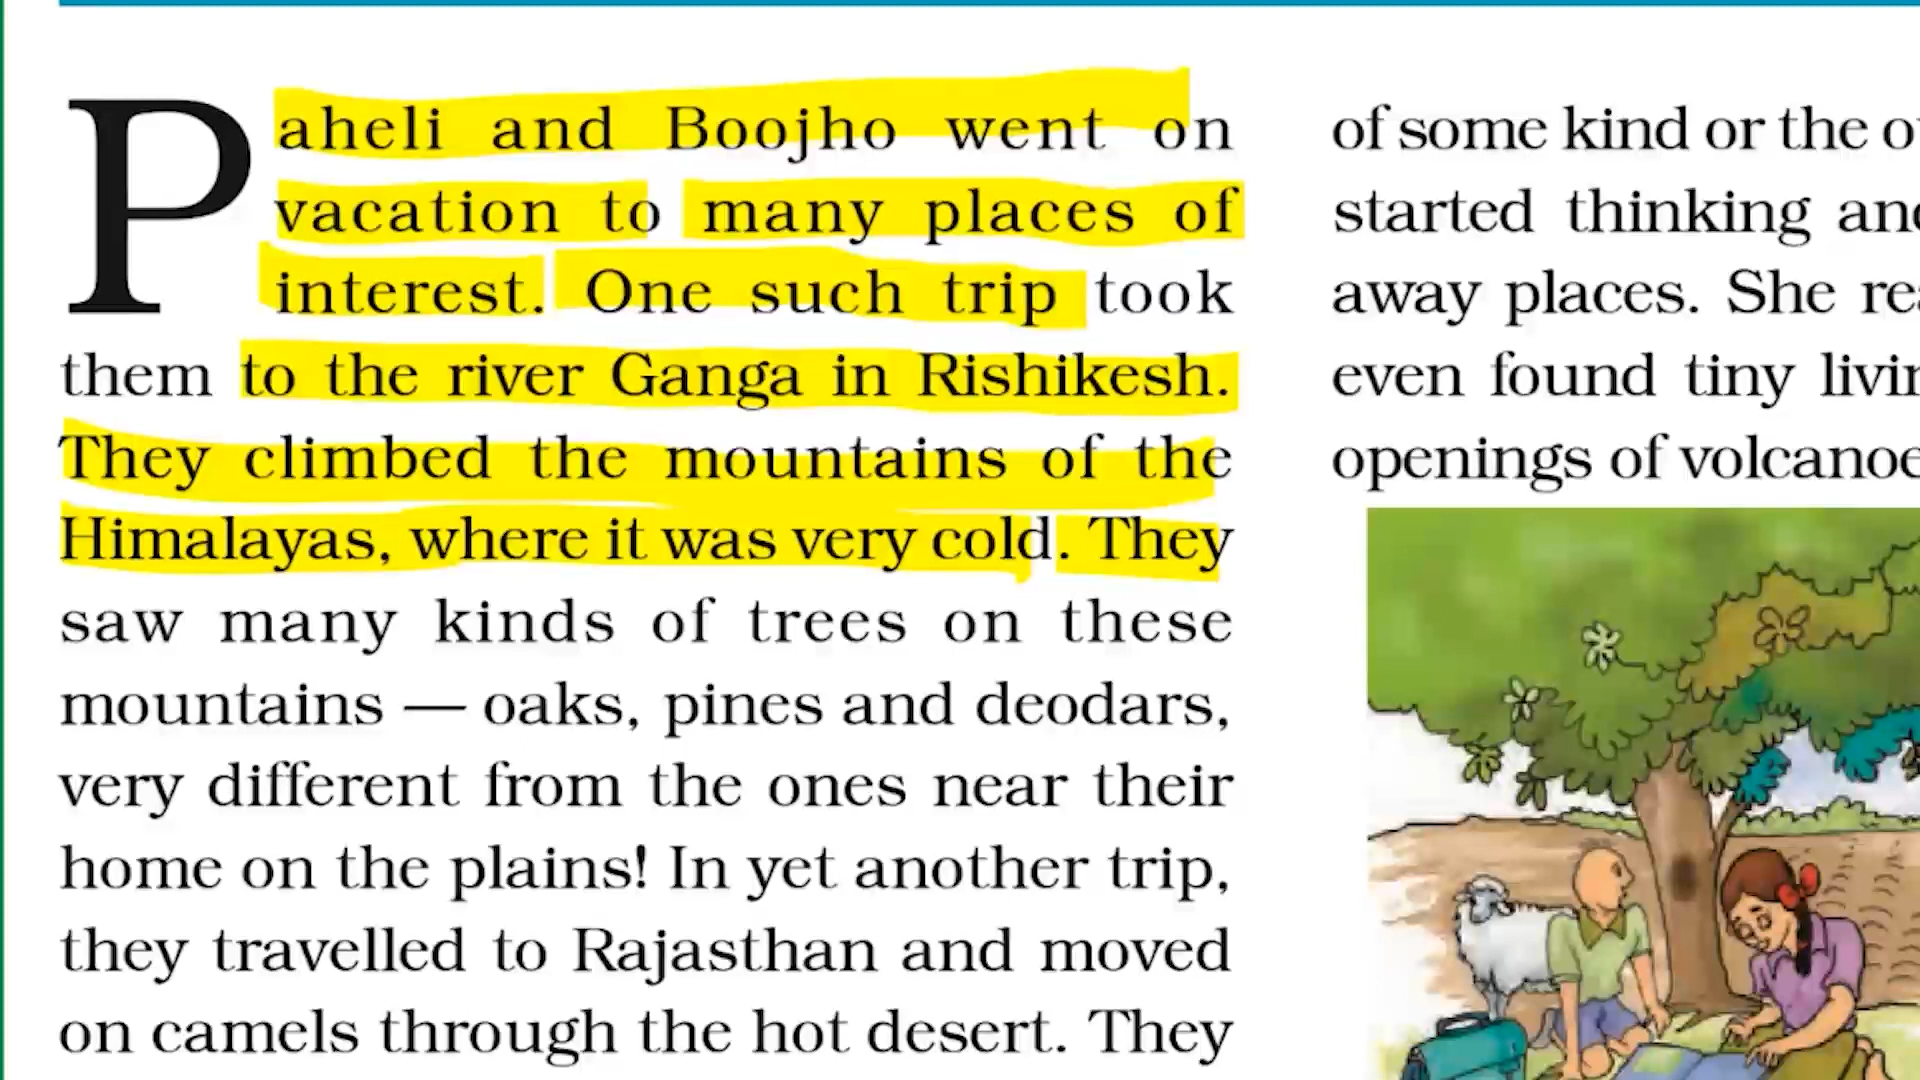 Paheli and Boojho went on
vacation to many places of
interest. One such trip took
them to the river Ganga in Rishikesh.
They climbed the mountains of the
Himalayas, where it was very cold. They
saw many kinds of trees on these
mountains — oaks, pines and deodars,
very different from the ones near their
home on the plains! In yet another trip,
they travelled to Rajasthan and moved
on camels through the hot desert. They
of some kind or the
started thinking
away places. She
even found tiny
openings of